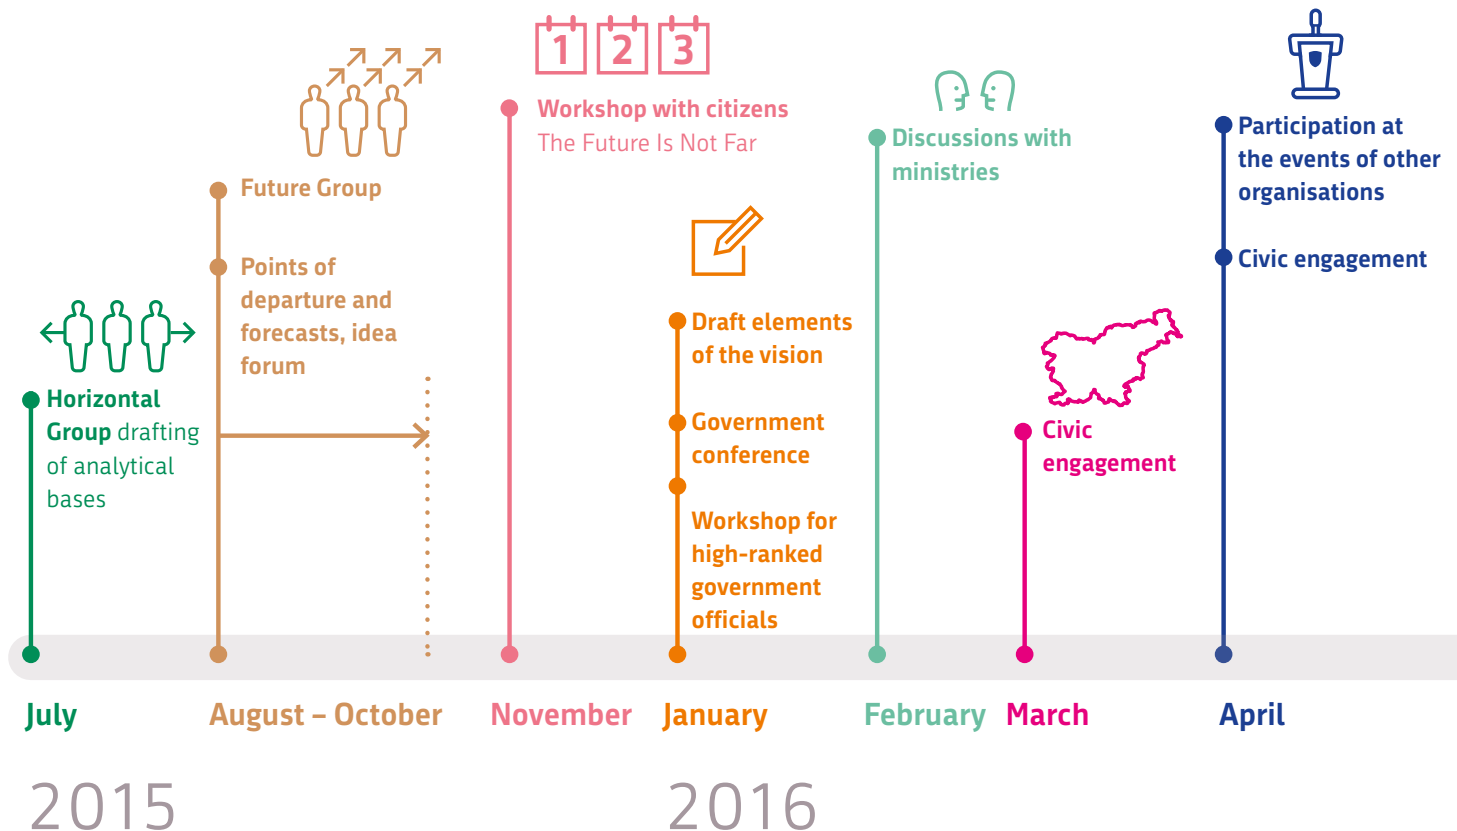 1 2 3
Workshop with citizens
The Future Is Not Far
Future Group
Points of
departure and
forecasts, idea
forum
Horizontal
Group drafting
of analytical
bases
Draft elements
of the vision
Government
conference
Workshop for
high-ranked
government
officials
Discussions with
ministries
Civic
engagement
Participation at
the events of other
organisations
Civic engagement
July
August – October
November
January
February
March
April
2015
2016